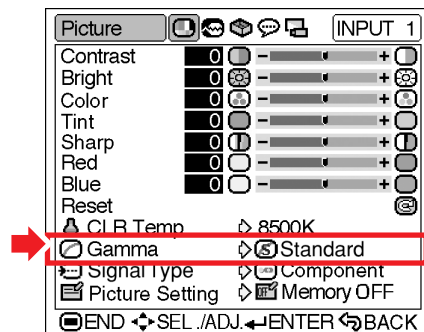 Picture INPUT 1
Contrast 0 - +
Bright 0 - +
Color 0 - +
Tint 0 - +
Sharp 0 - +
Red 0 - +
Blue 0 - +
Reset
CLR Temp 8500K
Gamma S Standard
Signal Type Component
Picture Setting OFF Memory OFF
END SEL./ADJ. ENTER BACK